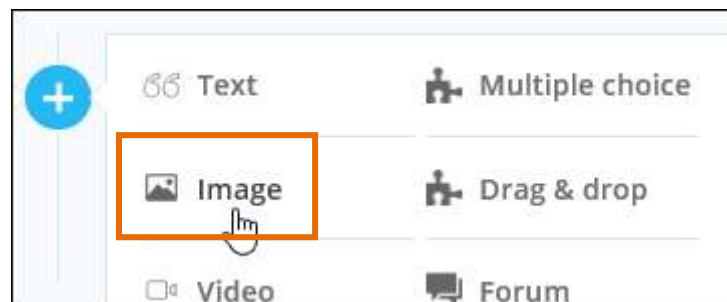 Text
Multiple choice
Image
Drag & drop
Video
Forum